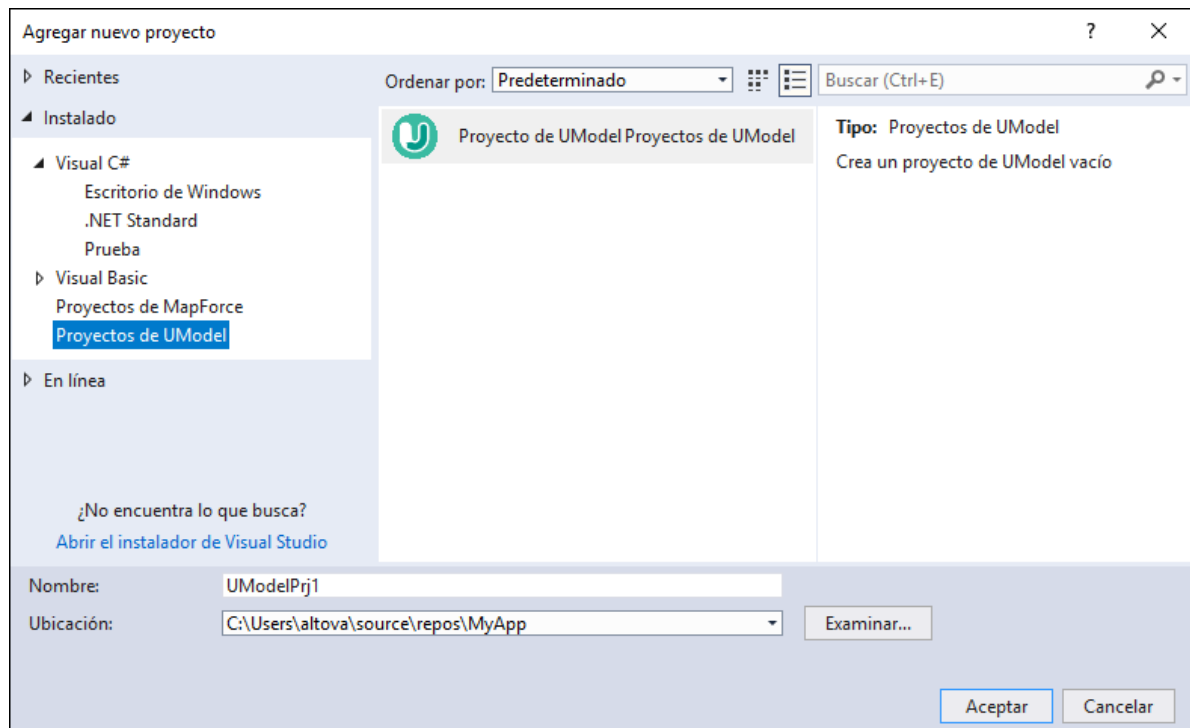 Agregar nuevo proyecto
?
Recientes
Ordenar por: Predeterminado
Buscar (Ctrl+E)
Instalado
Visual C#
Escritorio de Windows
.NET Standard
Prueba
Visual Basic
Proyectos de MapForce
Proyectos de UModel
En línea
¿No encuentra lo que busca?
Abrir el instalador de Visual Studio
Proyecto de UModel Proyectos de UModel
Tipo: Proyectos de UModel
Crea un proyecto de UModel vacío
Nombre: UModelPrj1
Ubicación: C:\Users\altova\source\repos\MyApp
Examinar...
Aceptar
Cancelar